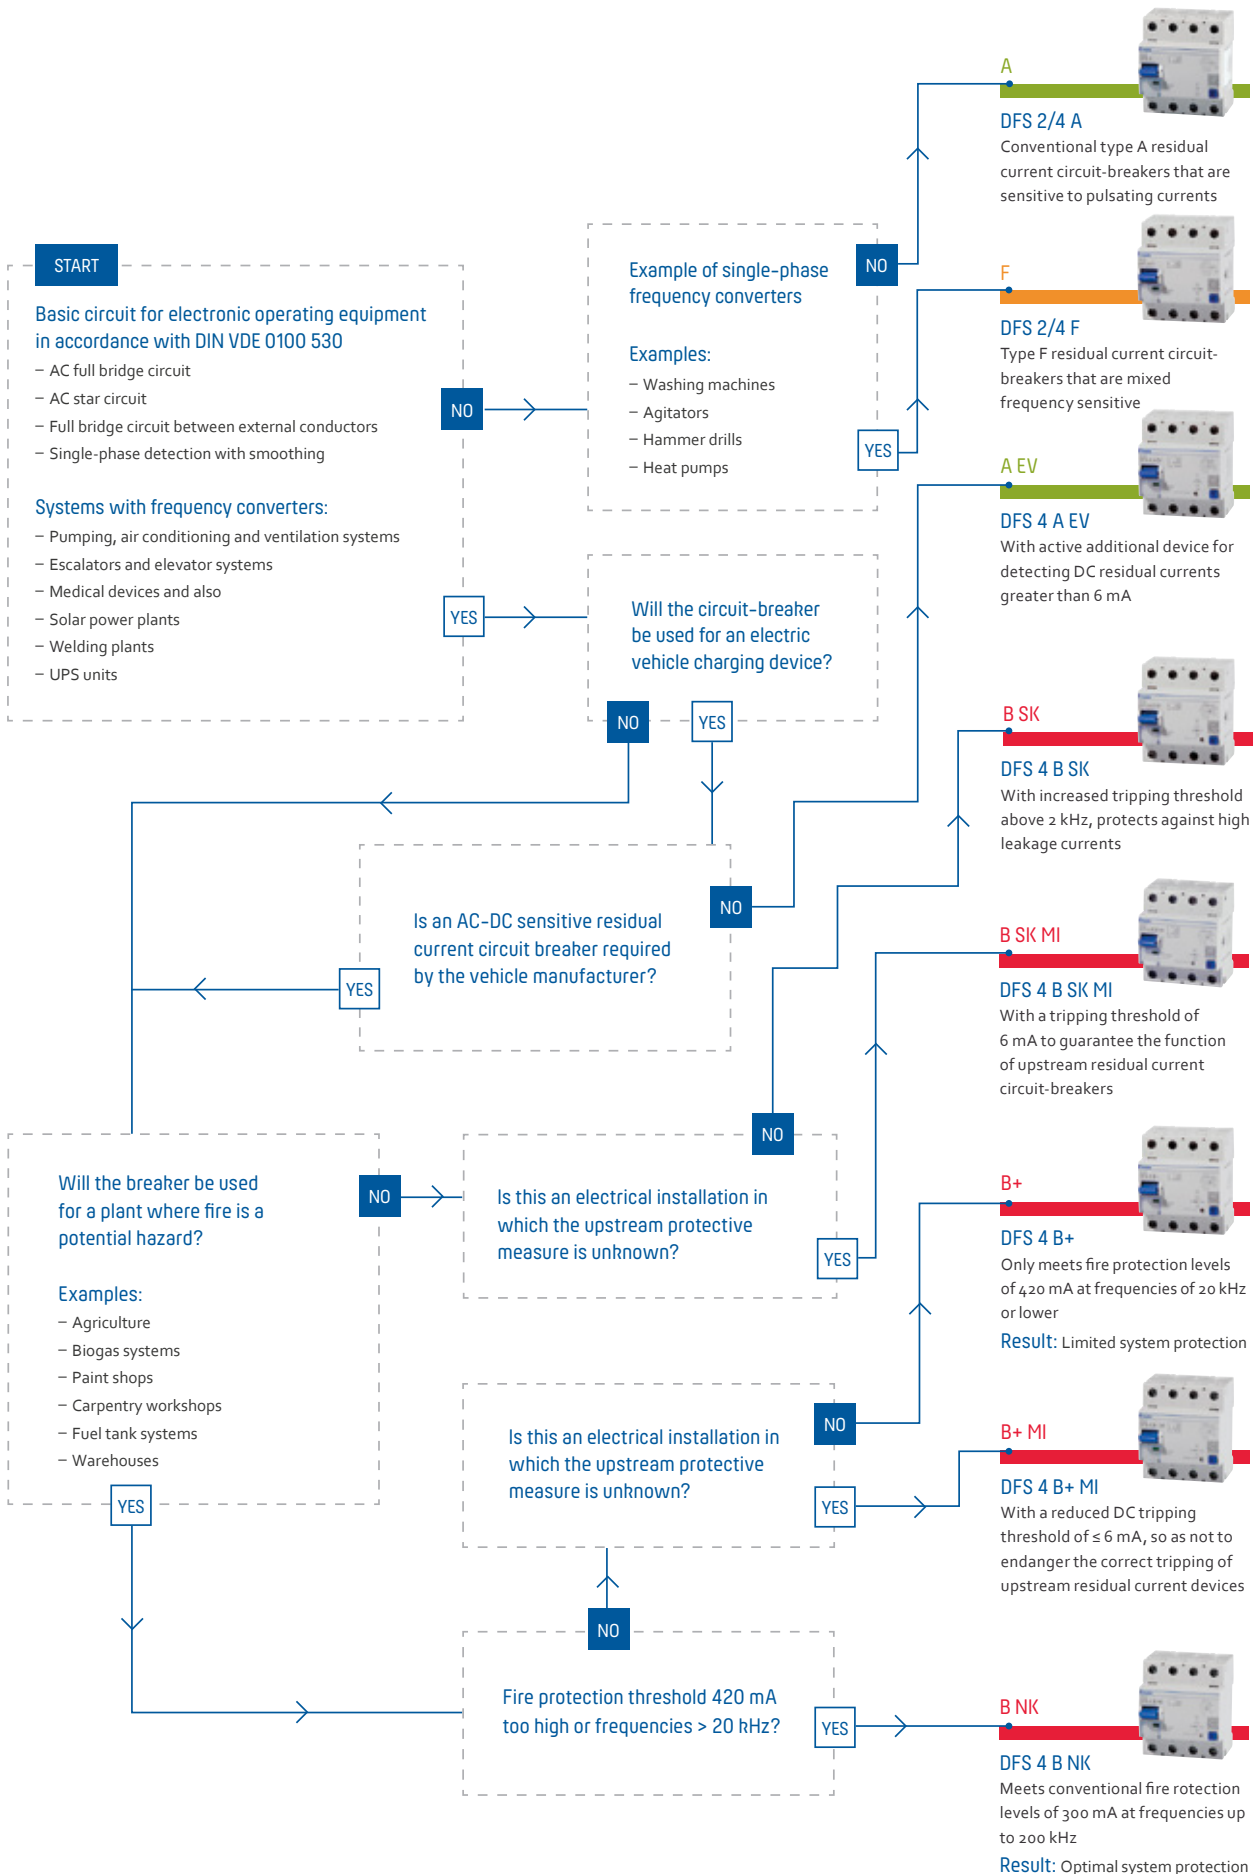 START
Basic circuit for electronic operating equipment
in accordance with DIN VDE 0100 530
– AC full bridge circuit
– AC star circuit
– Full bridge circuit between external conductors
– Single-phase detection with smoothing
Systems with frequency converters:
– Pumping, air conditioning and ventilation systems
– Escalators and elevator systems
– Medical devices and also
– Solar power plants
– Welding plants
– UPS units
NO
YES
Example of single-phase
frequency converters
Examples:
– Washing machines
– Agitators
– Hammer drills
– Heat pumps
NO
YES
Will the circuit-breaker
be used for an electric
vehicle charging device?
NO
YES
Is an AC-DC sensitive residual
current circuit breaker required
by the vehicle manufacturer?
NO
YES
Will the breaker be used
for a plant where fire is a
potential hazard?
Examples:
– Agriculture
– Biogas systems
– Paint shops
– Carpentry workshops
– Fuel tank systems
– Warehouses
NO
YES
Is this an electrical installation in
which the upstream protective
measure is unknown?
NO
YES
Is this an electrical installation in
which the upstream protective
measure is unknown?
NO
YES
Fire protection threshold 420 mA
too high or frequencies > 20 kHz?
NO
YES
A
DFS 2/4 A
Conventional type A residual
current circuit-breakers that are
sensitive to pulsating currents
F
DFS 2/4 F
Type F residual current circuit-
breakers that are mixed
frequency sensitive
A EV
DFS 4 A EV
With active additional device for
detecting DC residual currents
greater than 6 mA
B SK
DFS 4 B SK
With increased tripping threshold
above 2 kHz, protects against high
leakage currents
B SK MI
DFS 4 B SK MI
With a tripping threshold of
6 mA to guarantee the function
of upstream residual current
circuit-breakers
B+
DFS 4 B+
Only meets fire protection levels
of 420 mA at frequencies of 20 kHz
or lower
Result: Limited system protection
B+ MI
DFS 4 B+ MI
With a reduced DC tripping
threshold of ≤ 6 mA, so as not to
endanger the correct tripping of
upstream residual current devices
B NK
DFS 4 B NK
Meets conventional fire rotection
levels of 300 mA at frequencies up
to 200 kHz
Result: Optimal system protection